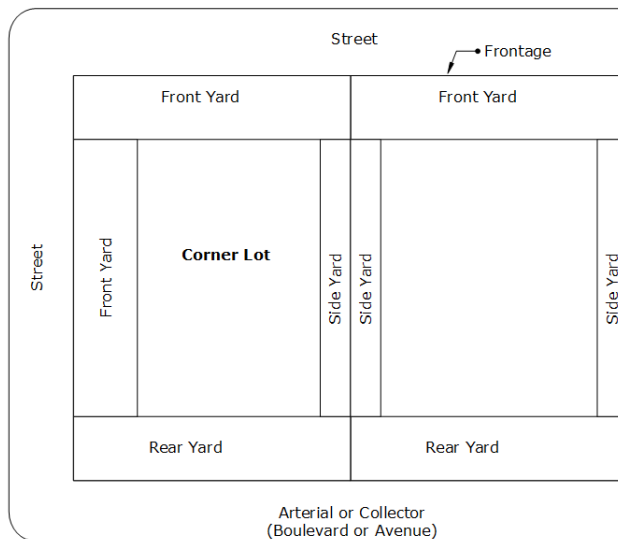 Street
Frontage
Front Yard
Front Yard
Street
Front Yard
Corner Lot
Side Yard
Side Yard
Side Yard
Rear Yard
Rear Yard
Arterial or Collector
(Boulevard or Avenue)